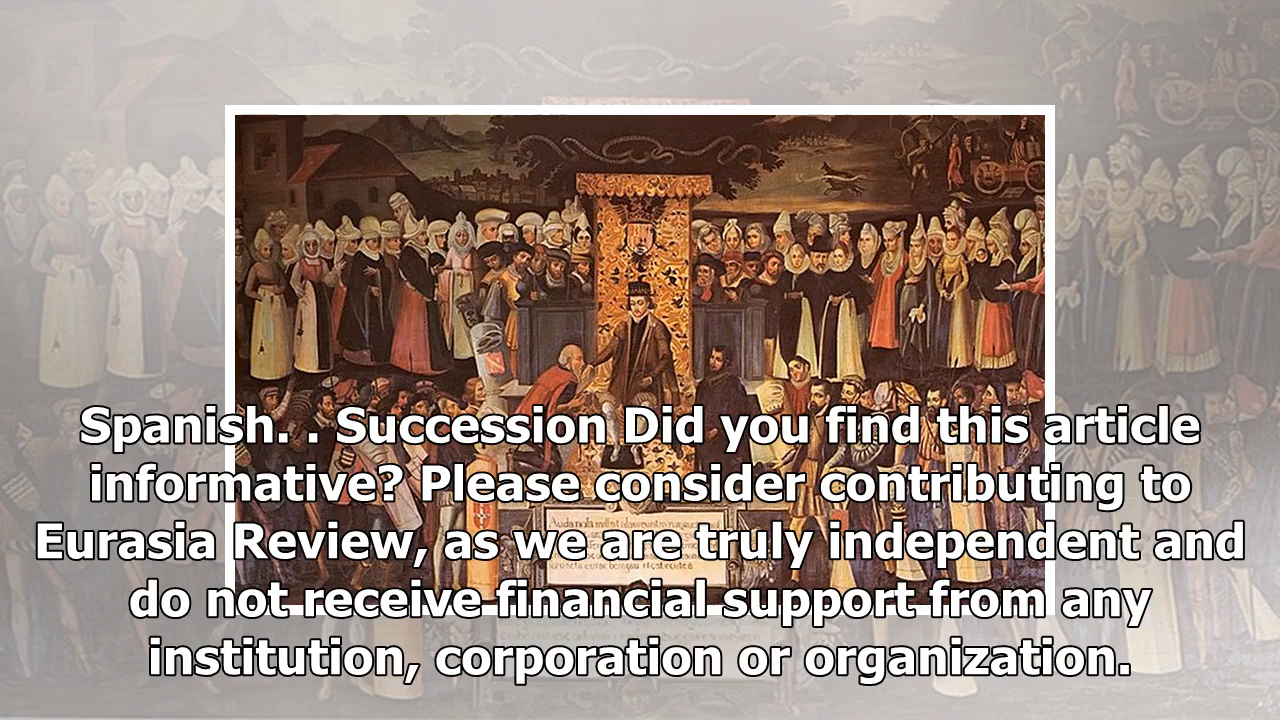 Spanish. . Succession Did you find this article
informative? Please consider contributing to
Eurasia Review, as we are truly independent and
do not receive financial support from any
institution, corporation or organization.